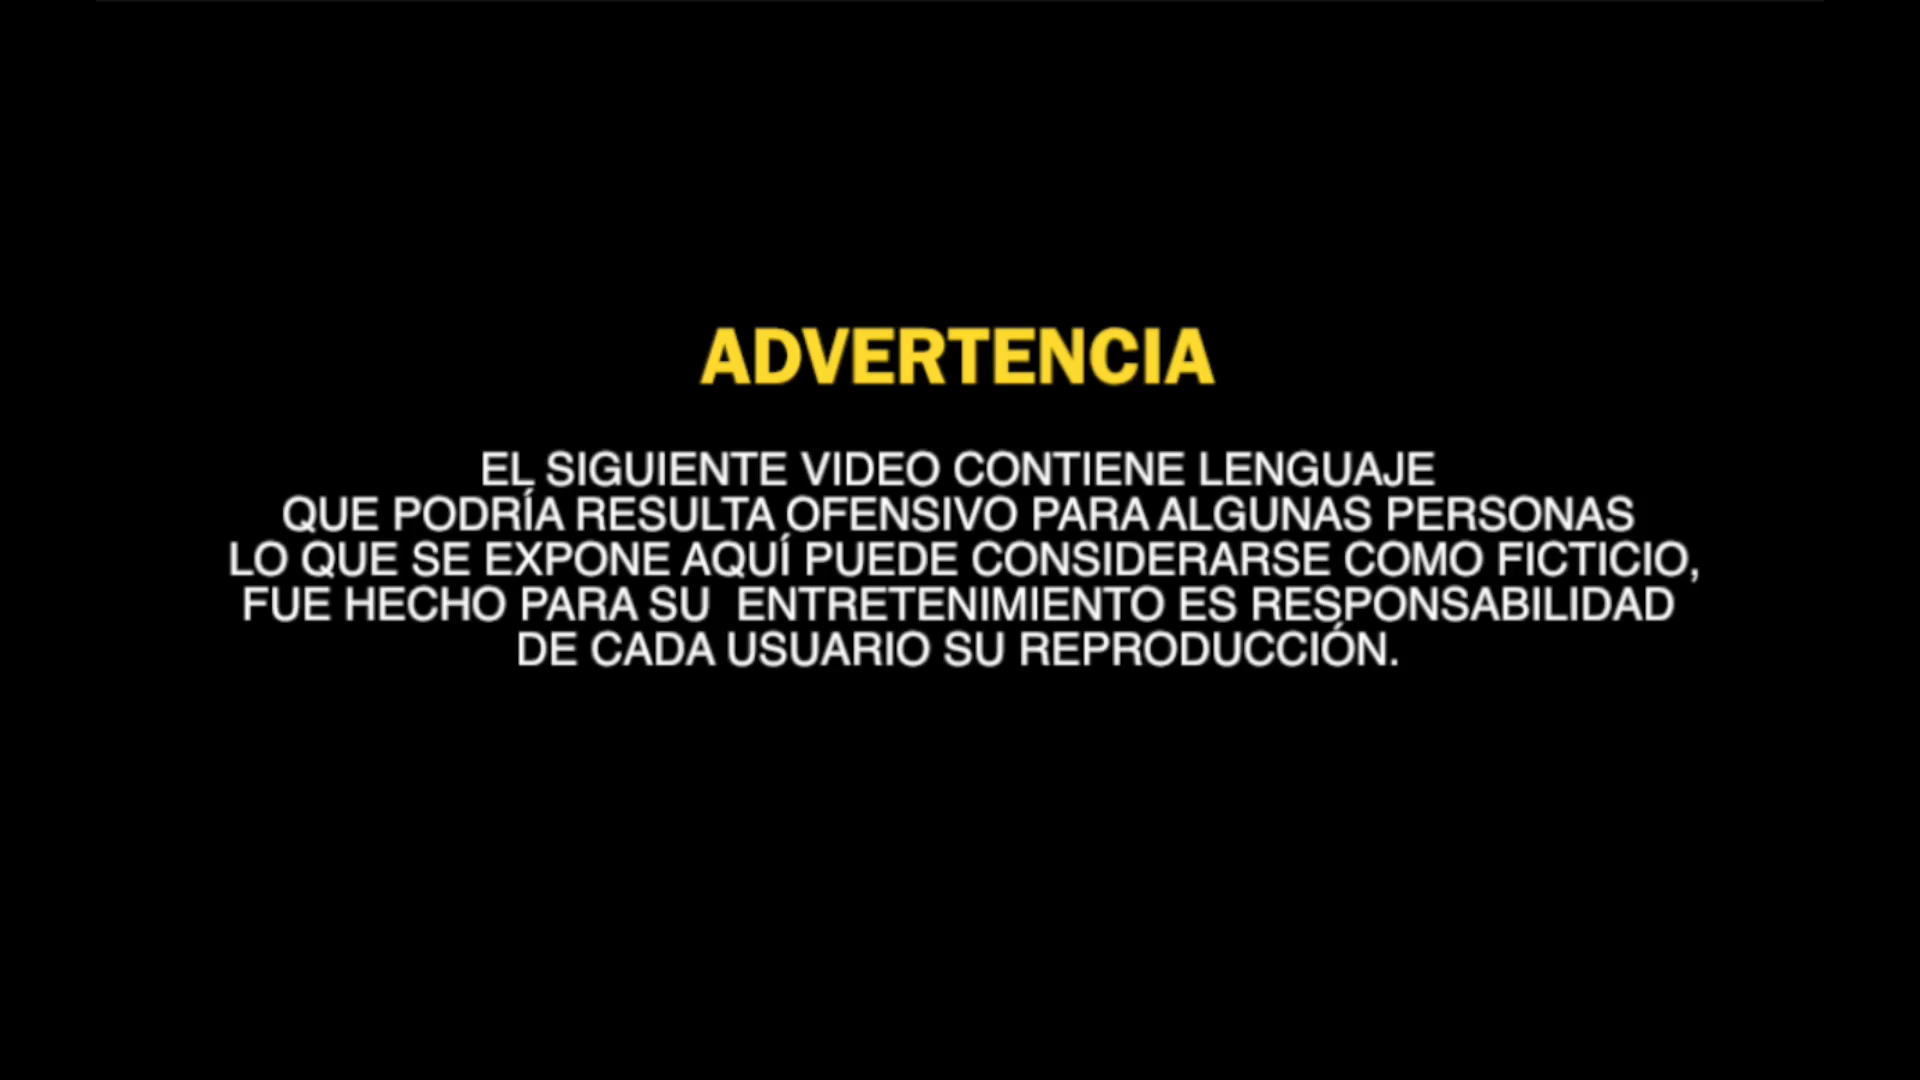 ADVERTENCIA
EL SIGUIENTE VIDEO CONTIENE LENGUAJE
QUE PODRÍA RESULTA OFENSIVO PARA ALGUNAS PERSONAS
LO QUE SE EXPONE AQUÍ PUEDE CONSIDERARSE COMO FICTICIO,
FUE HECHO PARA SU  ENTRETENIMIENTO ES RESPONSABILIDAD
DE CADA USUARIO SU REPRODUCCIÓN.